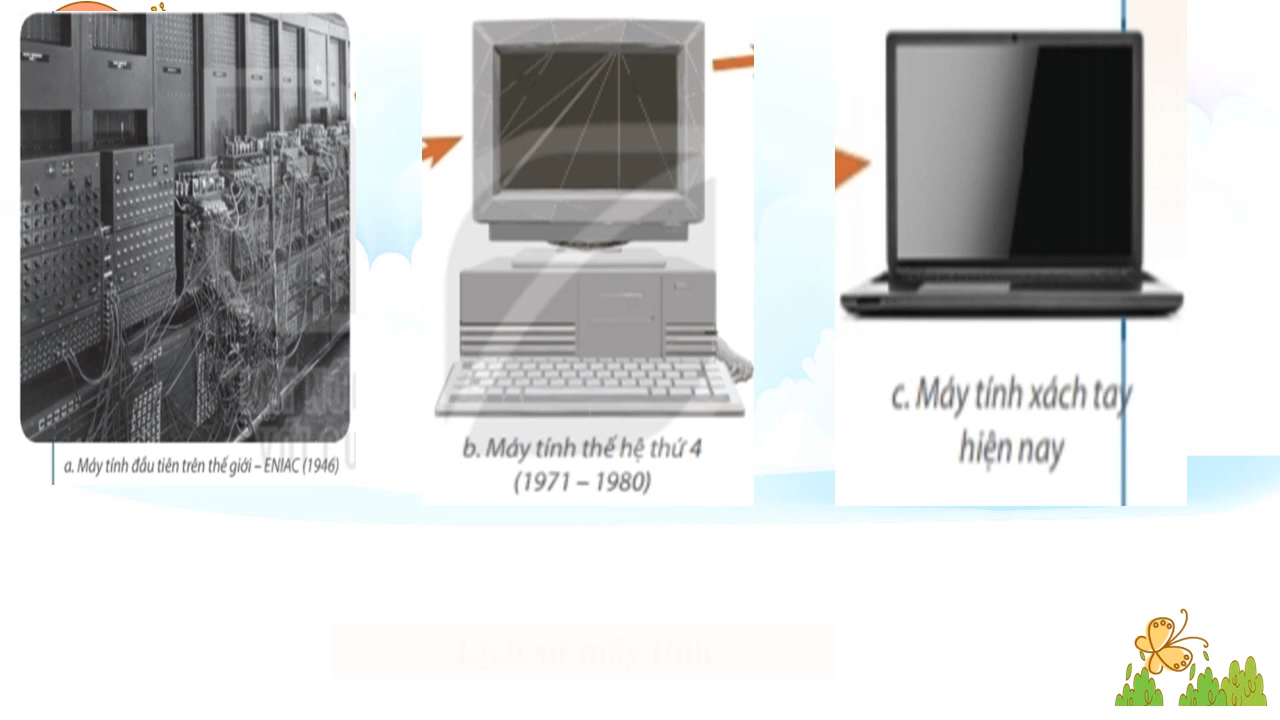 a. Máy tính đầu tiên trên thế giới – ENIAC (1946)
b. Máy tính thế hệ thứ 4
(1971 – 1980)
c. Máy tính xách tay
hiện nay
Lịch sử máy tính